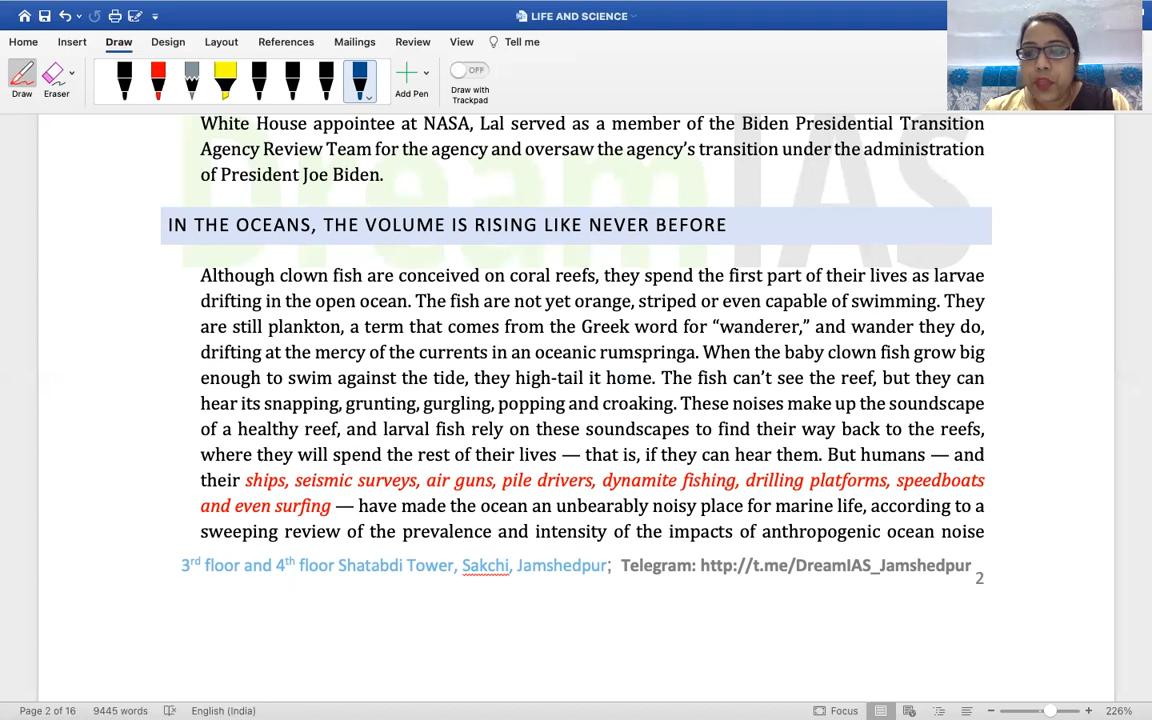 LIFE AND SCIENCE
Home Insert Draw Design Layout References Mailings Review View Tell me
OFF
Draw Eraser Add Pen Draw with
Trackpad
White House appointee at NASA, Lal served as a member of the Biden Presidential Transition
Agency Review Team for the agency and oversaw the agency's transition under the administration
of President Joe Biden.
DreamIAS
IN THE OCEANS, THE VOLUME IS RISING LIKE NEVER BEFORE
Although clown fish are conceived on coral reefs, they spend the first part of their lives as larvae
drifting in the open ocean. The fish are not yet orange, striped or even capable of swimming. They
are still plankton, a term that comes from the Greek word for “wanderer,” and wander they do,
drifting at the mercy of the currents in an oceanic rumspringa. When the baby clown fish grow big
enough to swim against the tide, they high-tail it home. The fish can't see the reef, but they can
hear its snapping, grunting, gurgling, popping and croaking. These noises make up the soundscape
of a healthy reef, and larval fish rely on these soundscapes to find their way back to the reefs,
where they will spend the rest of their lives — that is, if they can hear them. But humans — and
their ships, seismic surveys, air guns, pile drivers, dynamite fishing, drilling platforms, speedboats
and even surfing — have made the ocean an unbearably noisy place for marine life, according to a
sweeping review of the prevalence and intensity of the impacts of anthropogenic ocean noise
3rd floor and 4th floor Shatabdi Tower, Sakchi, Jamshedpur; Telegram: http://t.me/DreamIAS_Jamshedpur
2
Page 2 of 16 9445 words English (India) Focus 226%